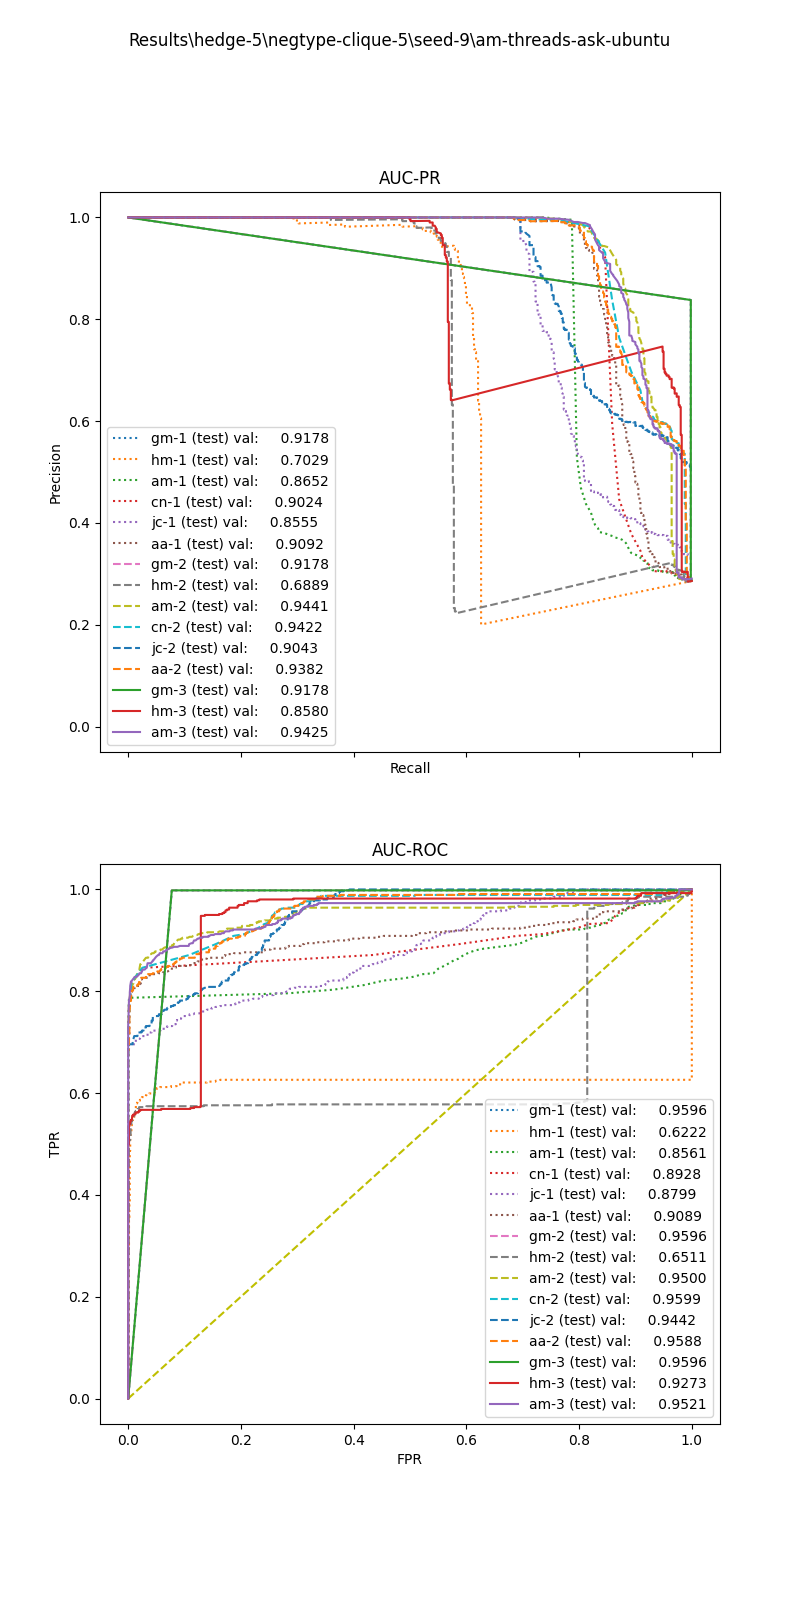 Results\hedge-5\negtype-clique-5\seed-9\am-threads-ask-ubuntu
AUC-PR
1.0
0.8
0.6
0.4
0.2
0.0
Precision
gm-1 (test) val: 0.9178
hm-1 (test) val: 0.7029
am-1 (test) val: 0.8652
cn-1 (test) val: 0.9024
jc-1 (test) val: 0.8555
aa-1 (test) val: 0.9092
gm-2 (test) val: 0.9178
hm-2 (test) val: 0.6889
am-2 (test) val: 0.9441
cn-2 (test) val: 0.9422
jc-2 (test) val: 0.9043
aa-2 (test) val: 0.9382
gm-3 (test) val: 0.9178
hm-3 (test) val: 0.8580
am-3 (test) val: 0.9425
Recall
AUC-ROC
1.0
0.8
0.6
0.4
0.2
0.0
TPR
gm-1 (test) val: 0.9596
hm-1 (test) val: 0.6222
am-1 (test) val: 0.8561
cn-1 (test) val: 0.8928
jc-1 (test) val: 0.8799
aa-1 (test) val: 0.9089
gm-2 (test) val: 0.9596
hm-2 (test) val: 0.6511
am-2 (test) val: 0.9500
cn-2 (test) val: 0.9599
jc-2 (test) val: 0.9442
aa-2 (test) val: 0.9588
gm-3 (test) val: 0.9596
hm-3 (test) val: 0.9273
am-3 (test) val: 0.9521
0.0 0.2 0.4 0.6 0.8 1.0
FPR